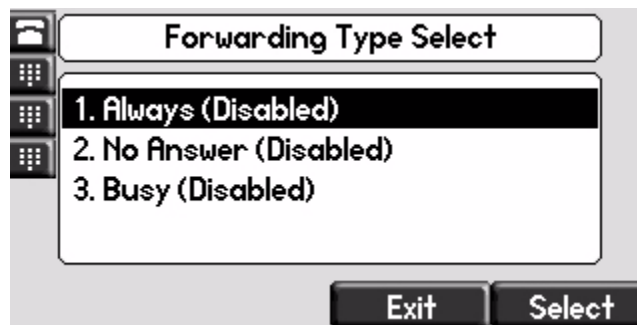 Forwarding Type Select
1. Always (Disabled)
2. No Answer (Disabled)
3. Busy (Disabled)
Exit Select